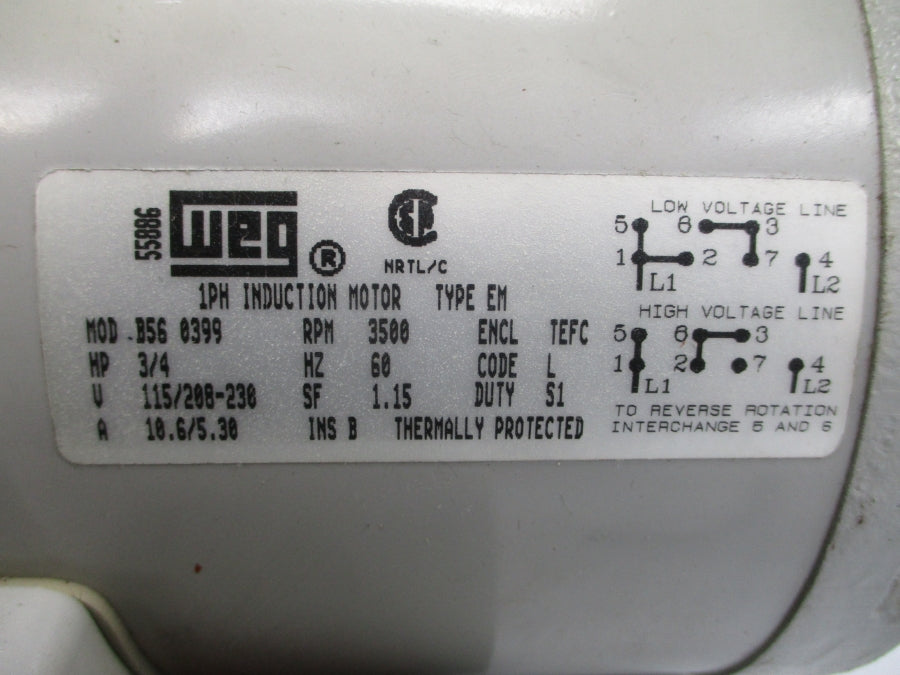 55886
WEG ®
NRTL/C
1PH INDUCTION MOTOR TYPE EM
MOD .B56 0399 RPM 3500 ENCL TEFC
HP 3/4 HZ 60 CODE L
V 115/208-230 SF 1.15 DUTY S1
A 10.6/5.30 INS B THERMALLY PROTECTED
LOW VOLTAGE LINE
5 6 3
1 2 7 4
L1 L2
HIGH VOLTAGE LINE
5 6 3
1 2 7 4
L1 L2
TO REVERSE ROTATION
INTERCHANGE 5 AND 6